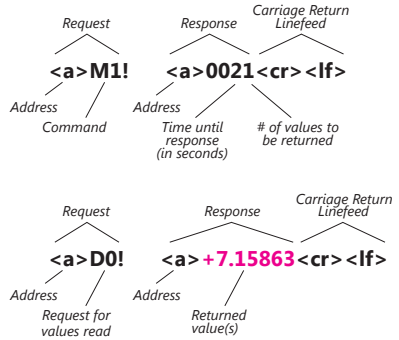 Carriage Return
Request Response Linefeed
<a>M1! <a>0021<cr><lf>
Address Address
Command Time until # of values to
response be returned
(in seconds)
Carriage Return
Request Response Linefeed
<a>D0! <a>+7.15863<cr><lf>
Address Address
Request for Returned
values read value(s)